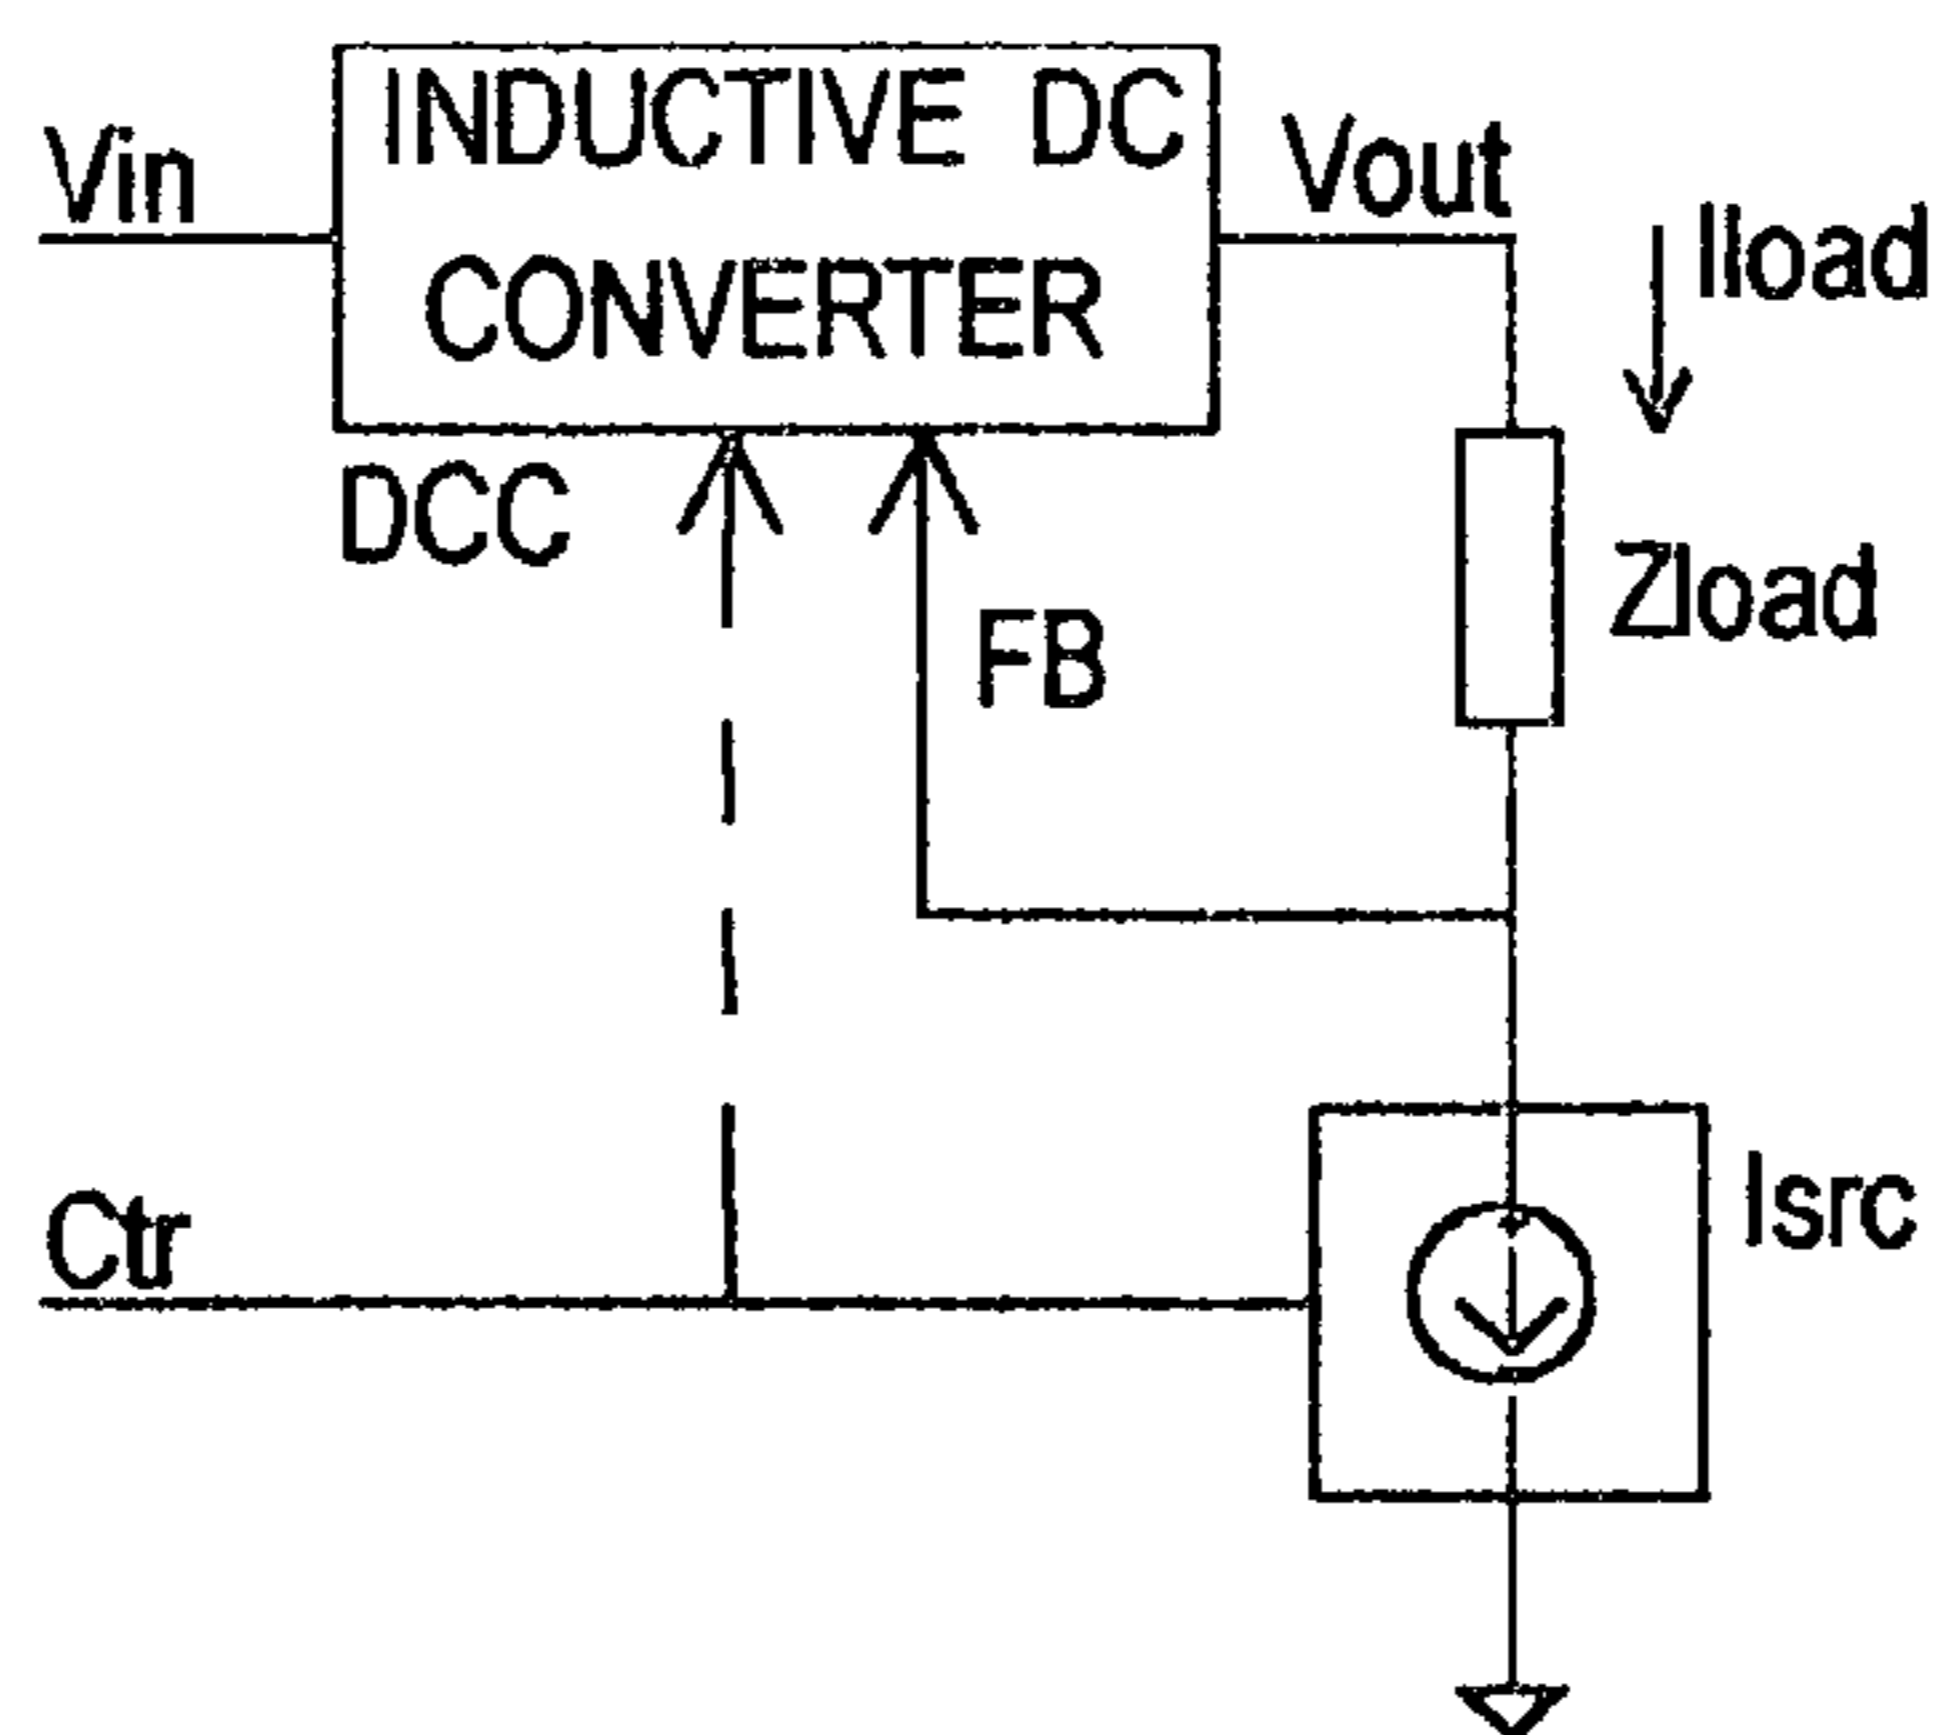 INDUCTIVE DC
CONVERTER
Vin
Vout
Iload
DCC
FB
Zload
Ctr
Isrc